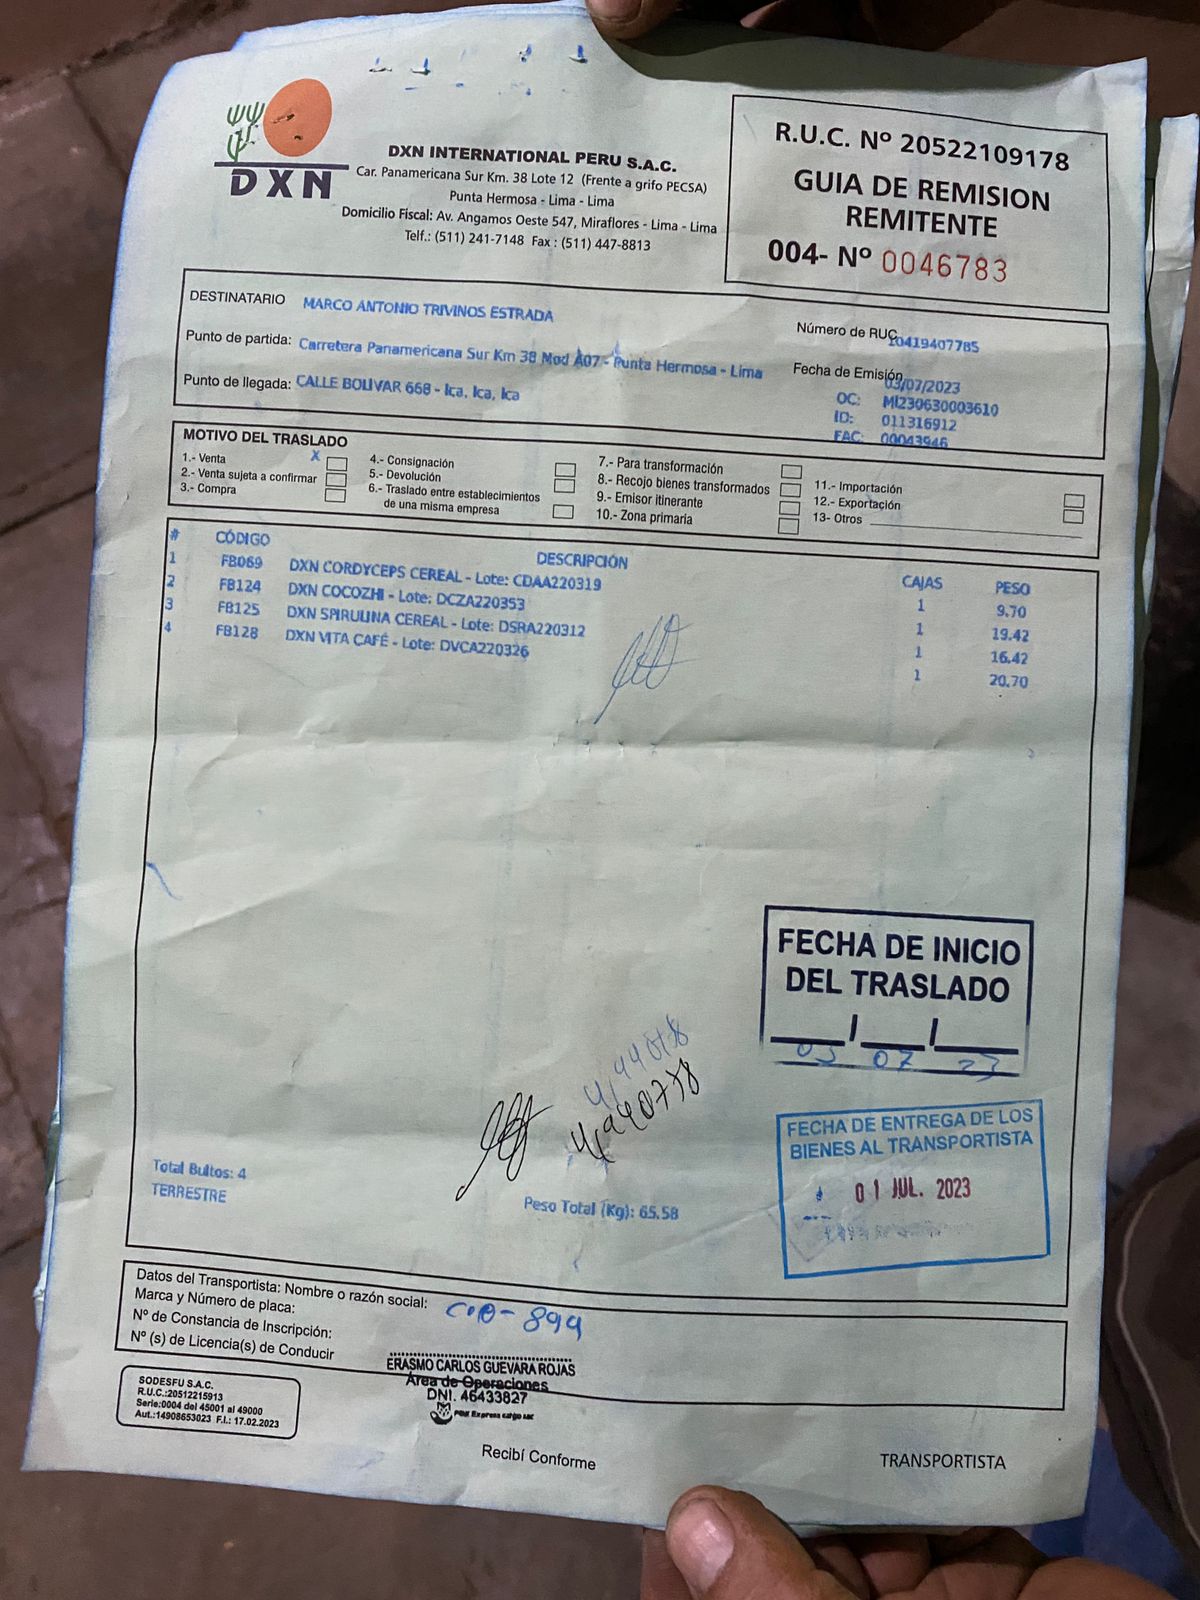 DXN
DXN INTERNATIONAL PERU S.A.C.
Car. Panamericana Sur Km. 38 Lote 12 (Frente a grifo PECSA)
Punta Hermosa - Lima - Lima
Domicilio Fiscal: Av. Angamos Oeste 547, Miraflores - Lima - Lima
Telf.: (511) 241-7148 Fax : (511) 447-8813
R.U.C. Nº 20522109178
GUIA DE REMISION
REMITENTE
004- Nº 0046783
DESTINATARIO MARCO ANTONIO TRIVINOS ESTRADA
Número de RUC 10419407785
Punto de partida: Carretera Panamericana Sur Km 38 Mod A07 - Punta Hermosa - Lima
Fecha de Emisión 03/07/2023
Punto de llegada: CALLE BOLIVAR 668 - Ica, Ica, Ica
OC: MI230630003610
ID: 011316912
FAC: 00043946
MOTIVO DEL TRASLADO
1.- Venta X
2.- Venta sujeta a confirmar
3.- Compra
4.- Consignación
5.- Devolución
6.- Traslado entre establecimientos
de una misma empresa
7.- Para transformación
8.- Recojo bienes transformados
9.- Emisor itinerante
10.- Zona primaria
11.- Importación
12.- Exportación
13- Otros
# CÓDIGO DESCRIPCIÓN CAJAS PESO
1 FB069 DXN CORDYCEPS CEREAL - Lote: CDAA220319 1 9.70
2 FB124 DXN COCOZHI - Lote: DCZA220353 1 19.42
3 FB125 DXN SPIRULINA CEREAL - Lote: DSRA220312 1 16.42
4 FB128 DXN VITA CAFÉ - Lote: DVCA220326 1 20.70
FECHA DE INICIO
DEL TRASLADO
03 / 07 / 23
FECHA DE ENTREGA DE LOS
BIENES AL TRANSPORTISTA
01 JUL. 2023
Total Bultos: 4
TERRESTRE
Peso Total (Kg): 65.58
Datos del Transportista: Nombre o razón social:
Marca y Número de placa:
Nº de Constancia de Inscripción:
Nº (s) de Licencia(s) de Conducir
ERASMO CARLOS GUEVARA ROJAS
Área de Operaciones
DNI. 46433827
SODESFU S.A.C.
R.U.C.:20512215913
Serie:0004 del 45001 al 49000
Aut.:14908653023 F.I.: 17.02.2023
Recibí Conforme
TRANSPORTISTA